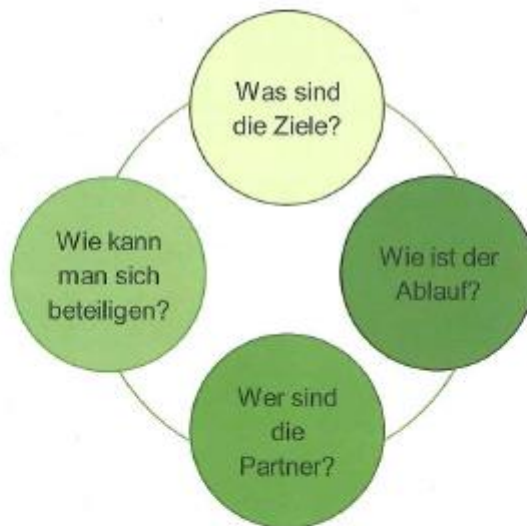 Was sind
die Ziele?
Wie ist der
Ablauf?
Wer sind
die
Partner?
Wie kann
man sich
beteiligen?